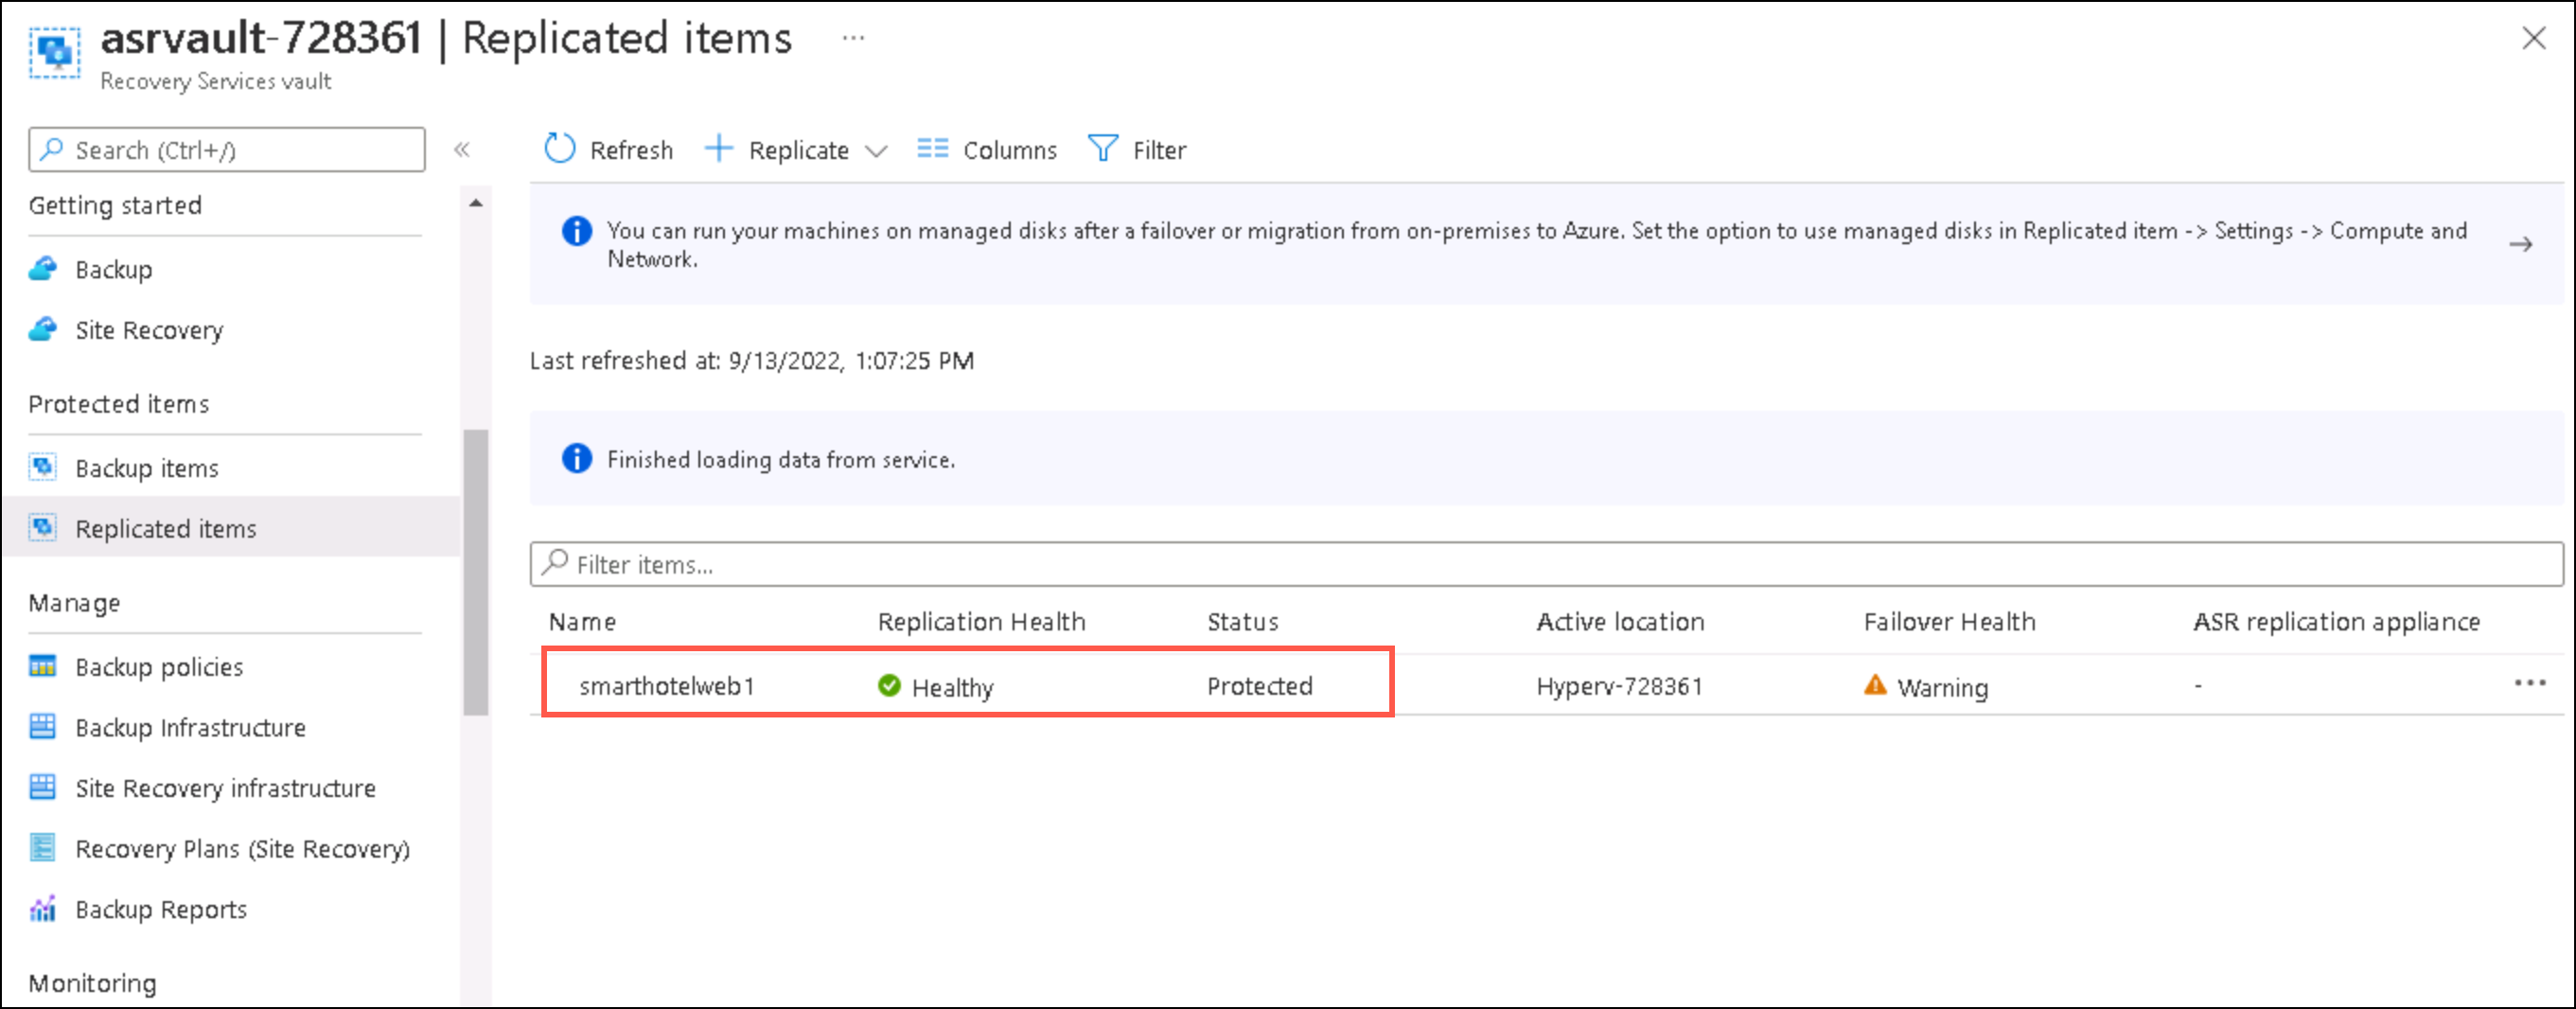 asrvault-728361 | Replicated items ...
Recovery Services vault
Search (Ctrl+/)
«
Getting started
Backup
Site Recovery
Protected items
Backup items
Replicated items
Manage
Backup policies
Backup Infrastructure
Site Recovery infrastructure
Recovery Plans (Site Recovery)
Backup Reports
Monitoring
Refresh Replicate Columns Filter
You can run your machines on managed disks after a failover or migration from on-premises to Azure. Set the option to use managed disks in Replicated item -> Settings -> Compute and
Network.
Last refreshed at: 9/13/2022, 1:07:25 PM
Finished loading data from service.
Filter items...
Name Replication Health Status Active location Failover Health ASR replication appliance
smarthotelweb1 Healthy Protected Hyperv-728361 Warning - ...